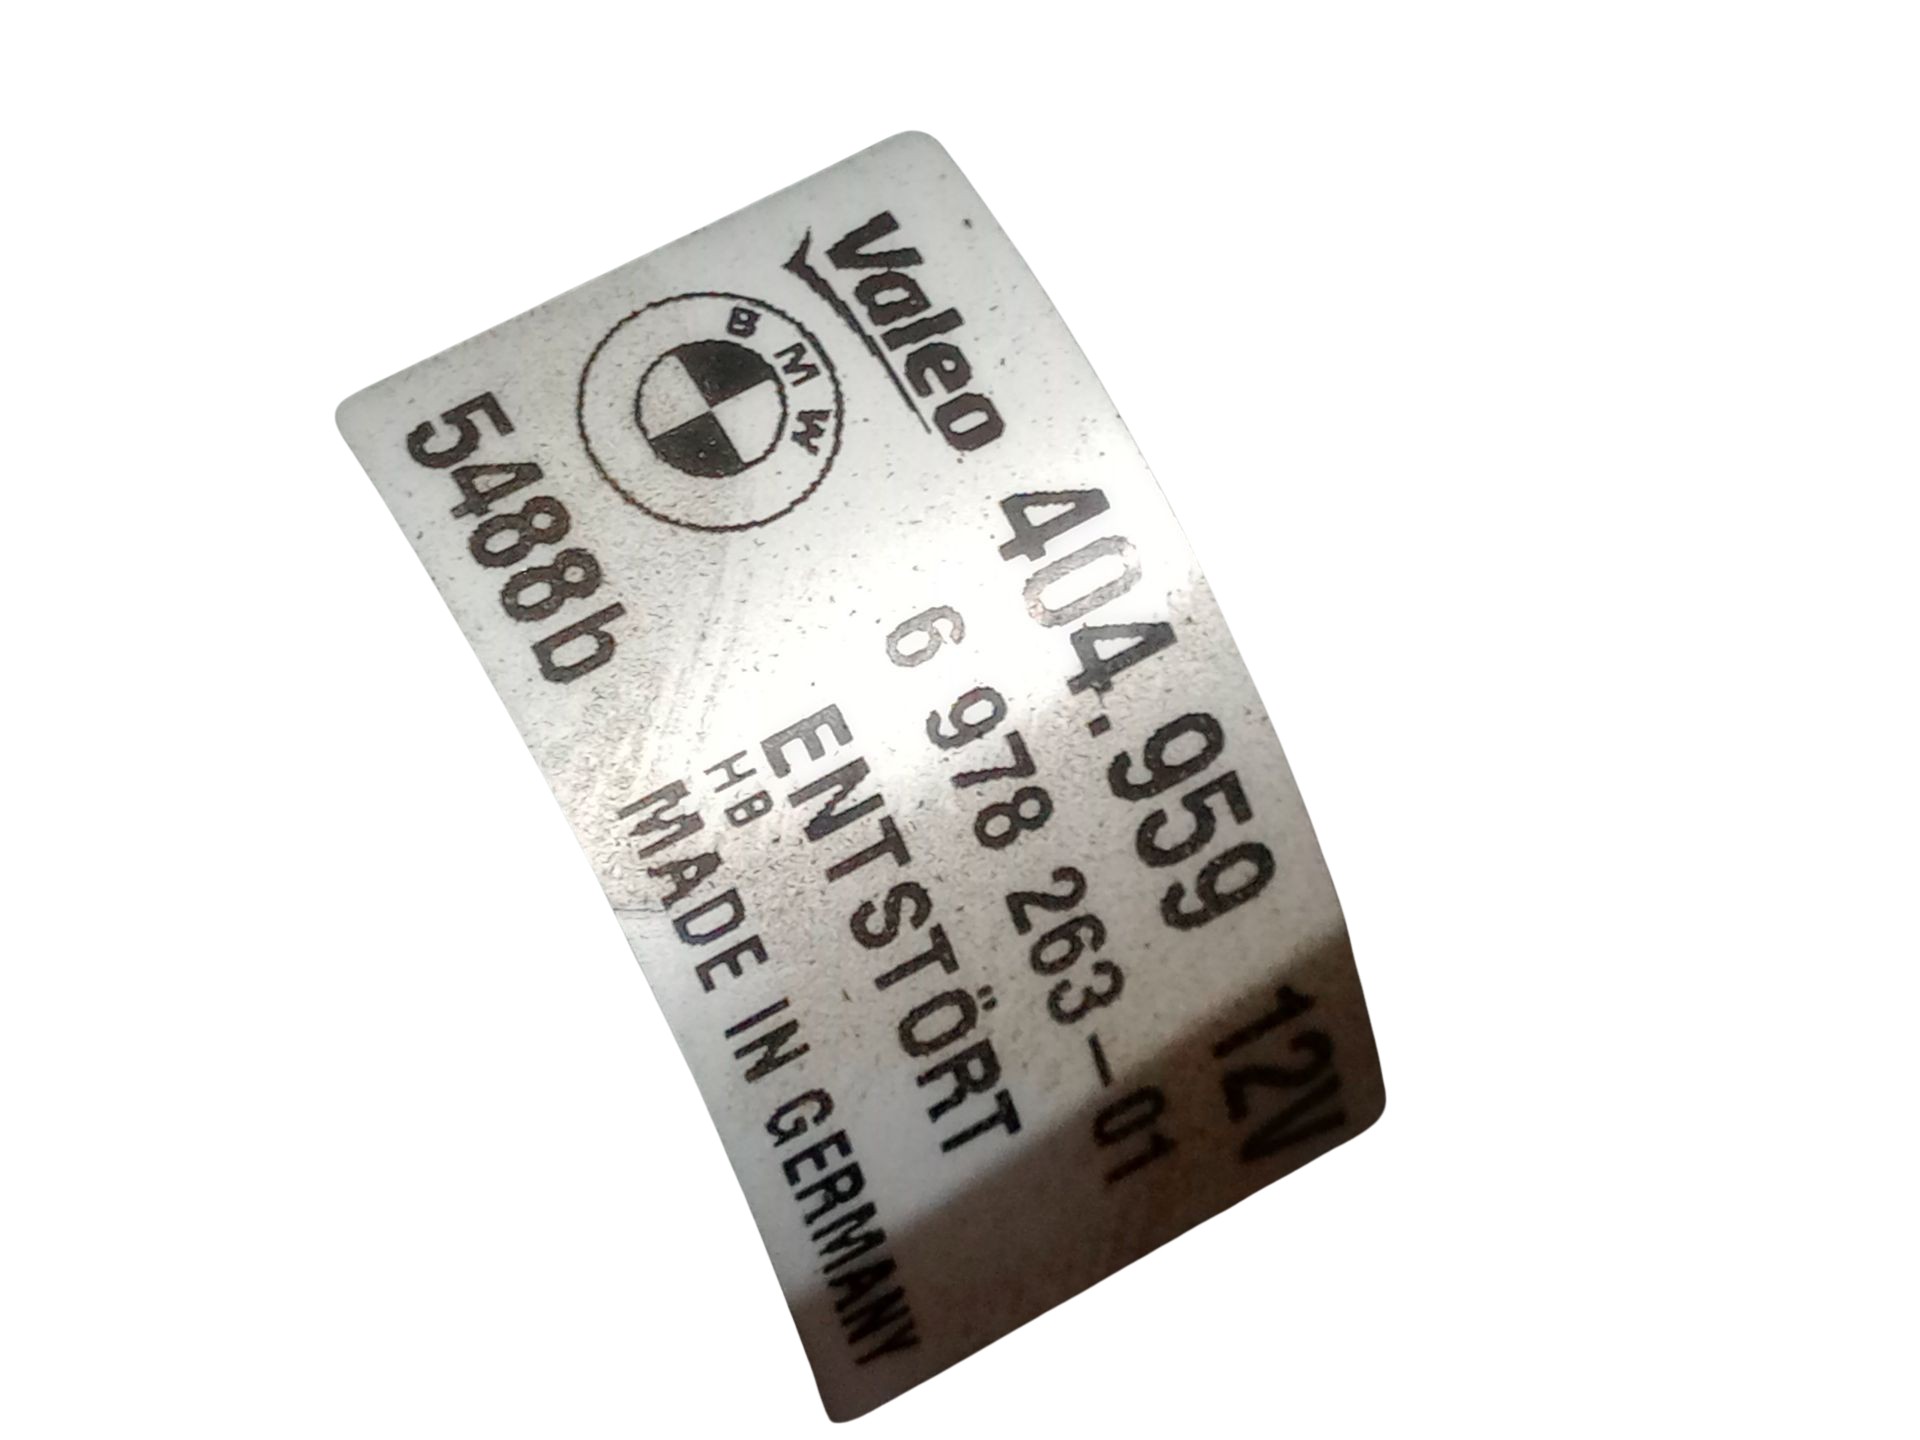 Valeo 404.959 12V
BMW 6 978 263-01
ENTSTÖRT
HB
5488b MADE IN GERMANY